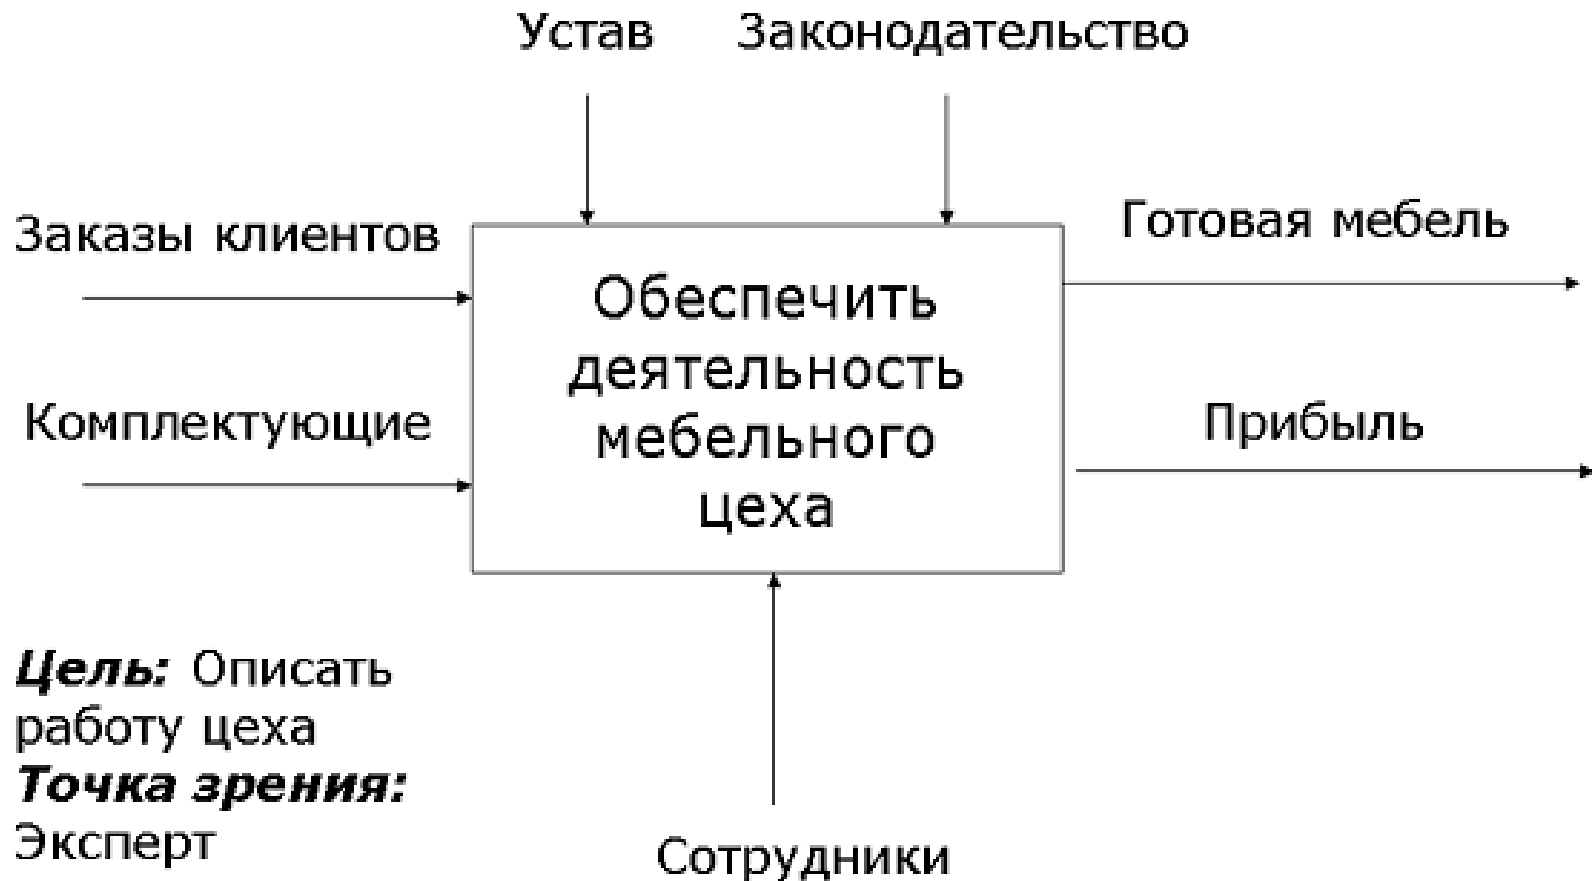 Устав
Законодательство
Заказы клиентов
Готовая мебель
Обеспечить
деятельность
мебельного
цеха
Комплектующие
Прибыль
Цель: Описать
работу цеха
Точка зрения:
Эксперт
Сотрудники